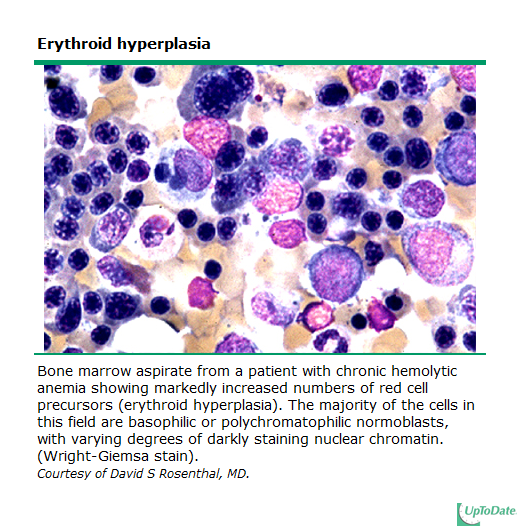 Erythroid hyperplasia
Bone marrow aspirate from a patient with chronic hemolytic
anemia showing markedly increased numbers of red cell
precursors (erythroid hyperplasia). The majority of the cells in
this field are basophilic or polychromatophilic normoblasts,
with varying degrees of darkly staining nuclear chromatin.
(Wright-Giemsa stain).
Courtesy of David S Rosenthal, MD.
UpToDate